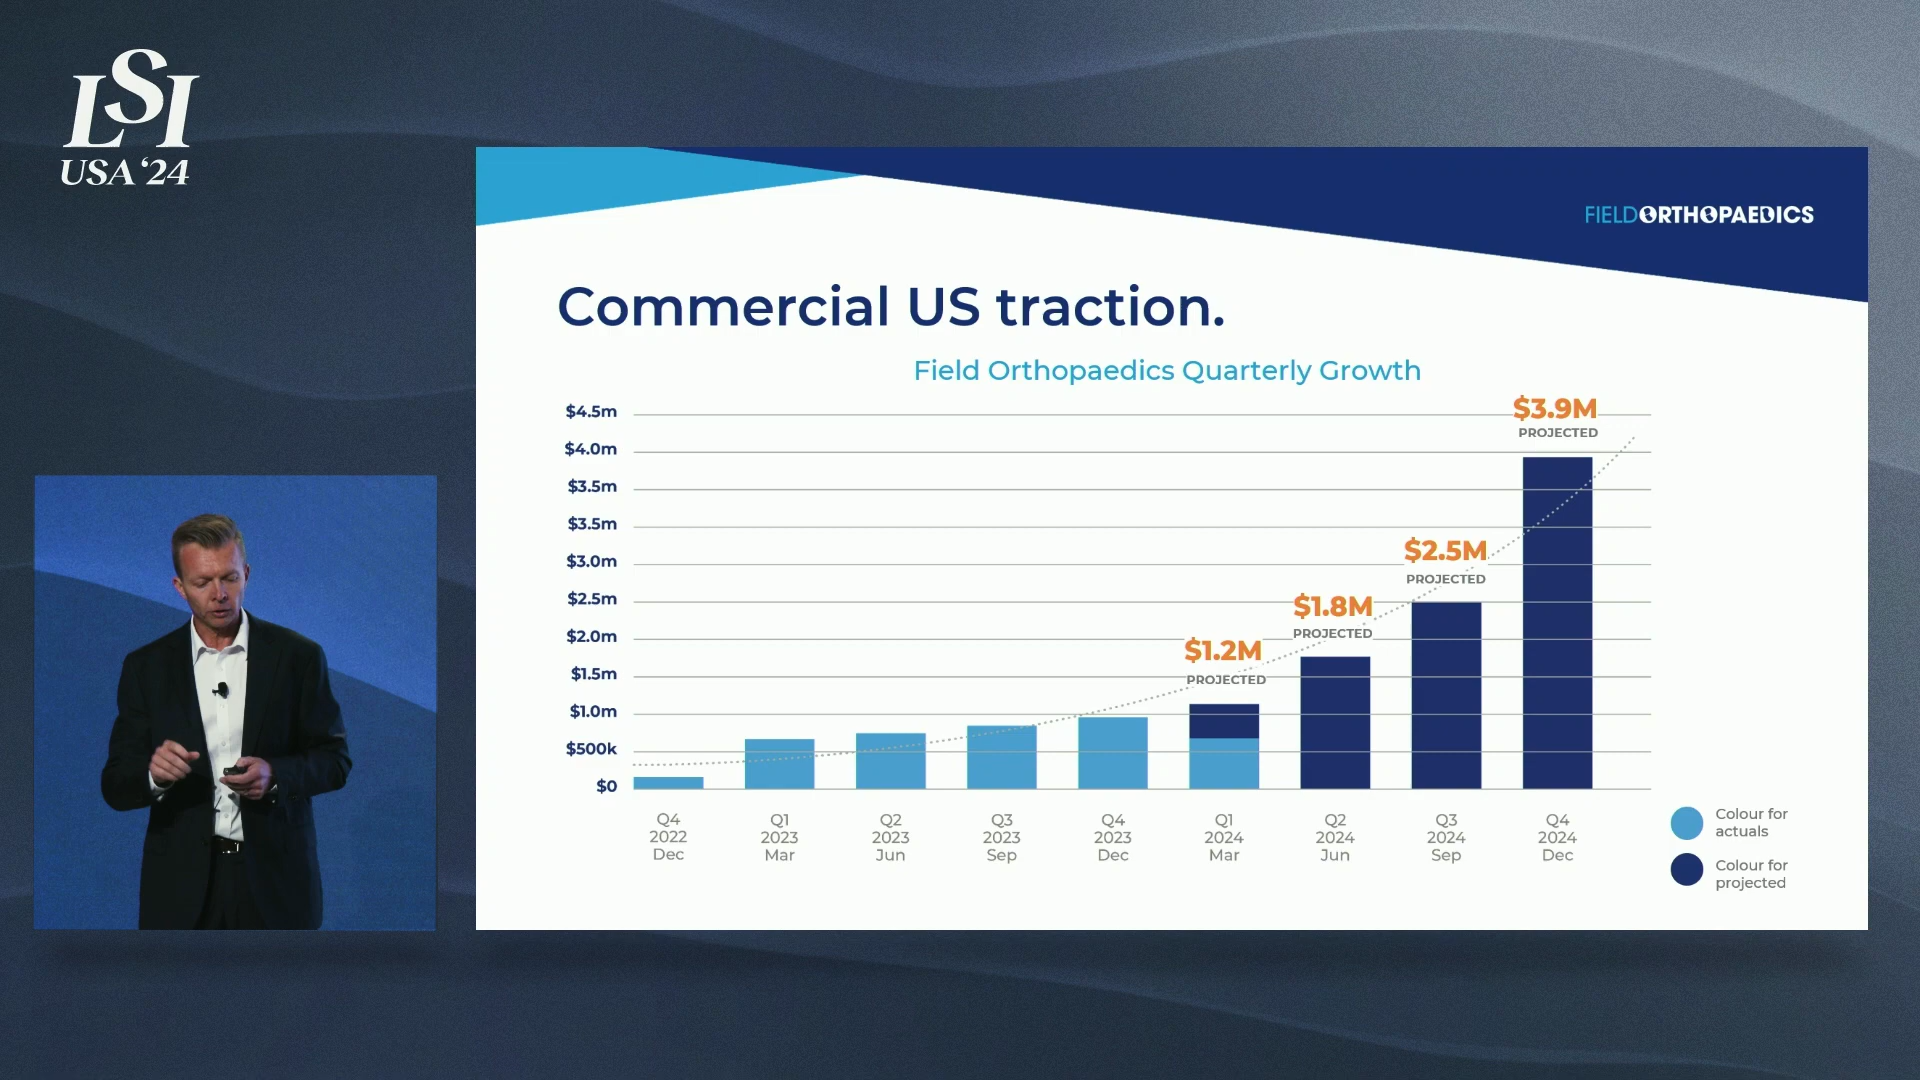 LSI
USA '24
FIELDORTHOPAEDICS
Commercial US traction.
Field Orthopaedics Quarterly Growth
$4.5m
$4.0m
$3.5m
$3.5m
$3.0m
$2.5m
$2.0m
$1.5m
$1.0m
$500k
$0
$1.2M
PROJECTED
$1.8M
PROJECTED
$2.5M
PROJECTED
$3.9M
PROJECTED
Q4
2022
Dec
Q1
2023
Mar
Q2
2023
Jun
Q3
2023
Sep
Q4
2023
Dec
Q1
2024
Mar
Q2
2024
Jun
Q3
2024
Sep
Q4
2024
Dec
Colour for
actuals
Colour for
projected